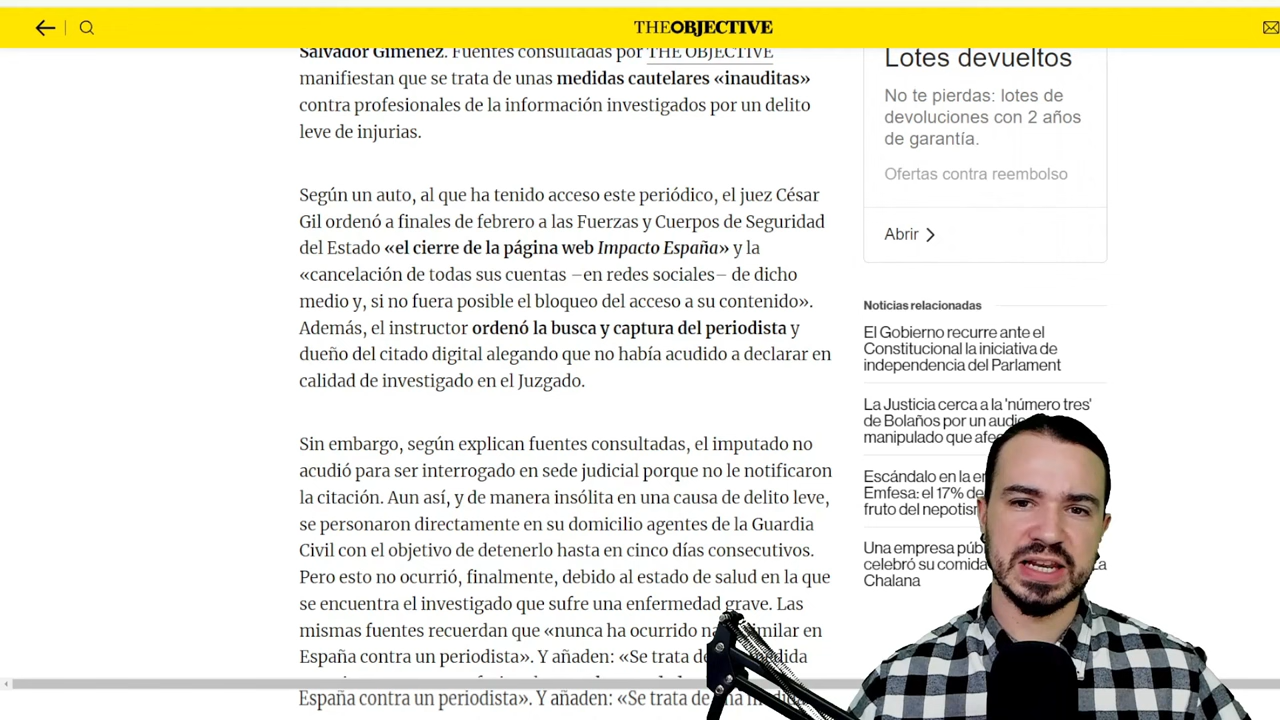 THE OBJECTIVE
Salvador Giménez. Fuentes consultadas por THE OBJECTIVE
manifiestan que se trata de unas medidas cautelares «inauditas»
contra profesionales de la información investigados por un delito
leve de injurias.
Según un auto, al que ha tenido acceso este periódico, el juez César
Gil ordenó a finales de febrero a las Fuerzas y Cuerpos de Seguridad
del Estado «el cierre de la página web Impacto España» y la
«cancelación de todas sus cuentas –en redes sociales– de dicho
medio y, si no fuera posible el bloqueo del acceso a su contenido».
Además, el instructor ordenó la busca y captura del periodista y
dueño del citado digital alegando que no había acudido a declarar en
calidad de investigado en el Juzgado.
Sin embargo, según explican fuentes consultadas, el imputado no
acudió para ser interrogado en sede judicial porque no le notificaron
la citación. Aun así, y de manera insólita en una causa de delito leve,
se personaron directamente en su domicilio agentes de la Guardia
Civil con el objetivo de detenerlo hasta en cinco días consecutivos.
Pero esto no ocurrió, finalmente, debido al estado de salud en la que
se encuentra el investigado que sufre una enfermedad grave. Las
mismas fuentes recuerdan que «nunca ha ocurrido similar en
España contra un periodista». Y añaden: «Se trata de
España contra un periodista». Y añaden: «Se trata de
Lotes devueltos
No te pierdas: lotes de
devoluciones con 2 años
de garantía.
Ofertas contra reembolso
Abrir
Noticias relacionadas
El Gobierno recurre ante el
Constitucional la iniciativa de
independencia del Parlament
La Justicia cerca a la 'número tres'
de Bolaños por un
manipulado que
Escándalo en la
Emfesa: el 17%
fruto del
Una empresa
celebró su
Chalana